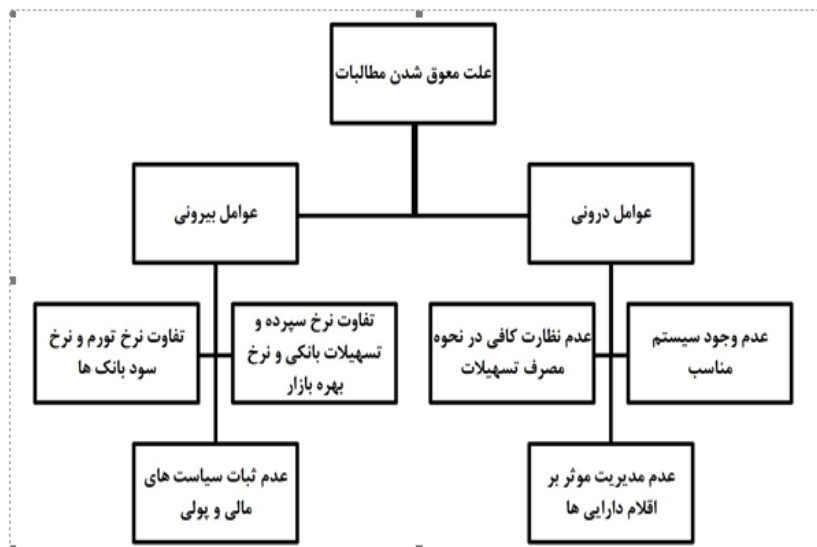 علت معوق شدن مطالبات
عوامل درونی
عوامل بیرونی
عدم وجود سیستم
مناسب
عدم نظارت کافی در نحوه
مصرف تسهیلات
تفاوت نرخ سپرده و
تسهیلات بانکی و نرخ
بهره بازار
تفاوت نرخ تورم و نرخ
سود بانک ها
عدم مدیریت موثر بر
اقلام دارایی ها
عدم ثبات سیاست های
مالی و پولی